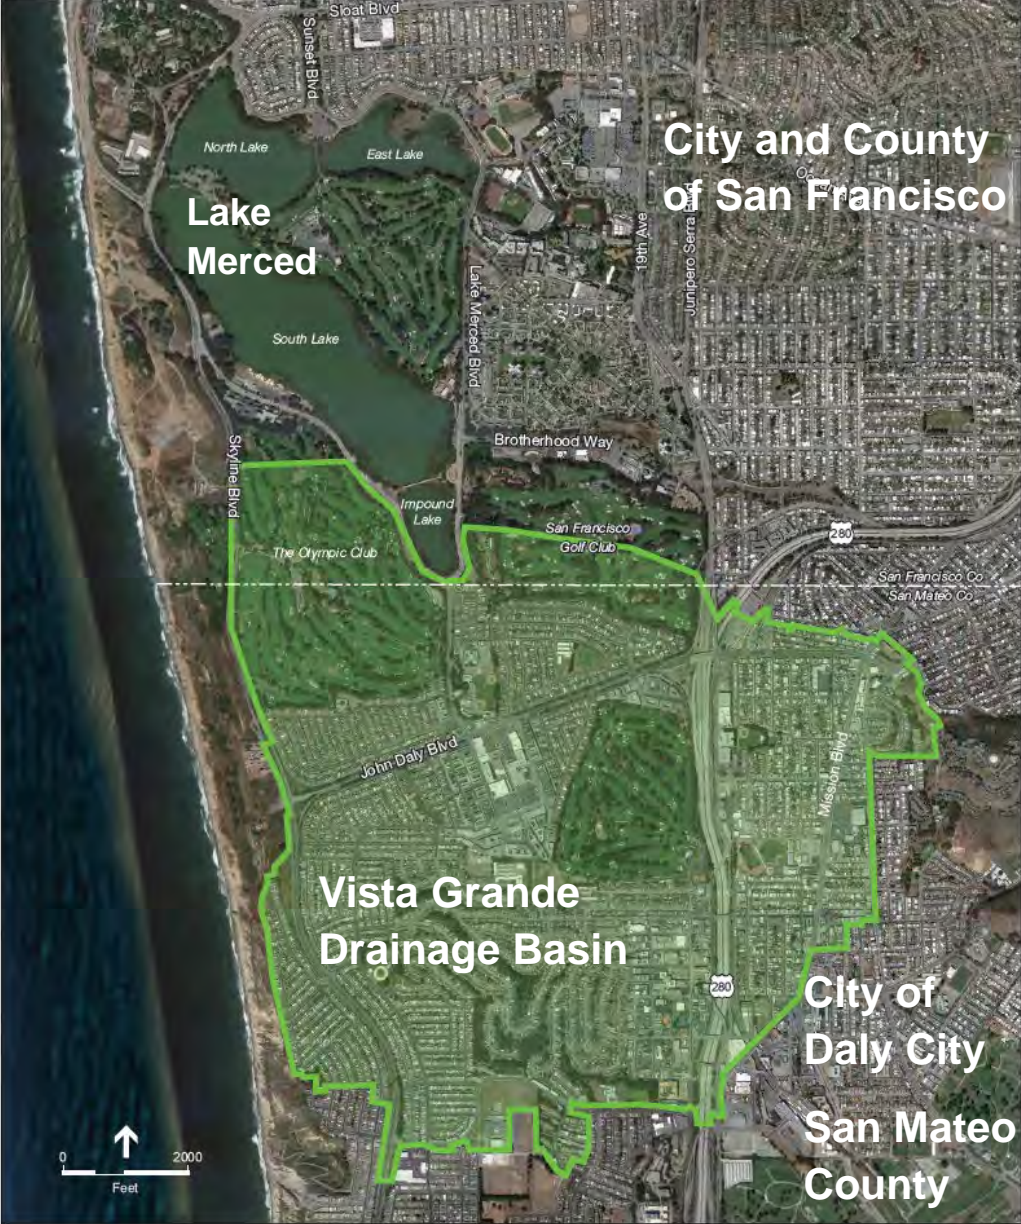 Sloat Blvd
Sunset Blvd
North Lake
East Lake
City and County
of San Francisco
Lake
Merced
19th Ave
Junipero Serra Blvd
Lake Merced Blvd
South Lake
Brotherhood Way
Skyline Blvd
Impound
Lake
San Francisco
Golf Club
280
The Olympic Club
San Francisco Co
San Mateo Co
John Daly Blvd
Mission Blvd
Vista Grande
Drainage Basin
280
CIty of
Daly City
San Mateo
County
0 2000
Feet